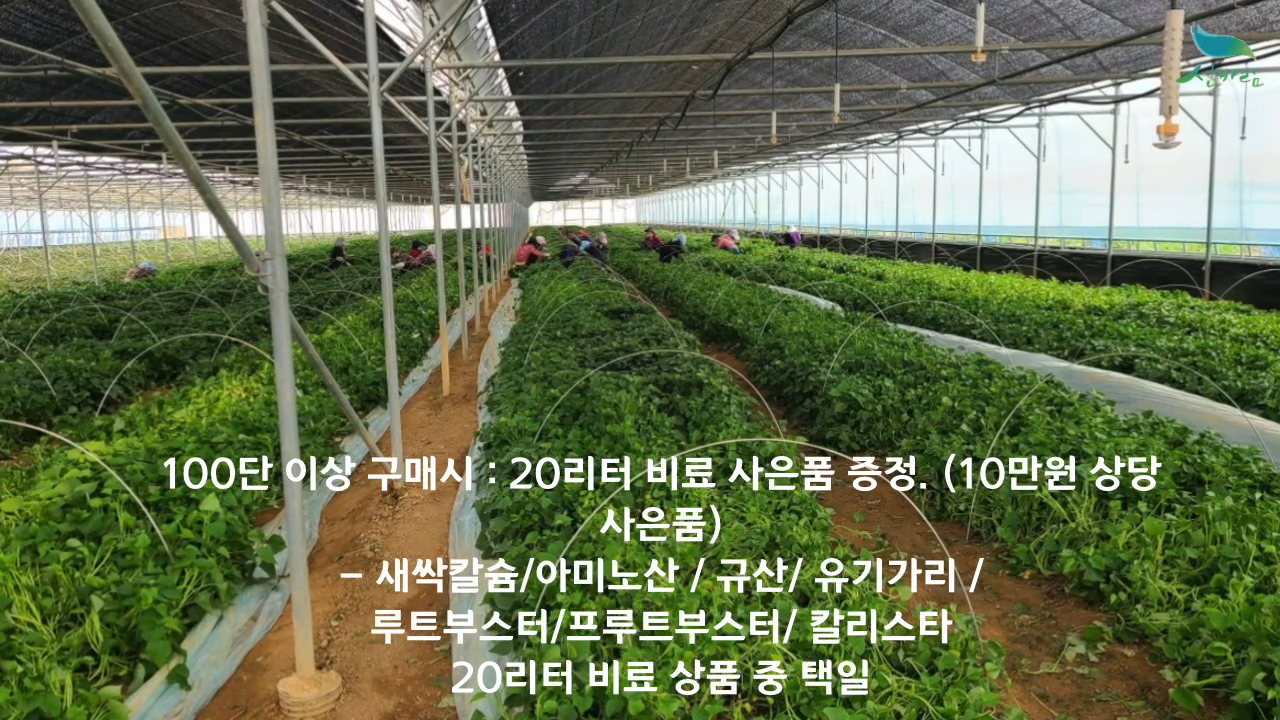 100단 이상 구매시 : 20리터 비료 사은품 증정. (10만원 상당
사은품)
- 새싹칼슘/아미노산 / 규산/ 유기가리 /
루트부스터/프루트부스터/ 칼리스타
20리터 비료 상품 중 택일